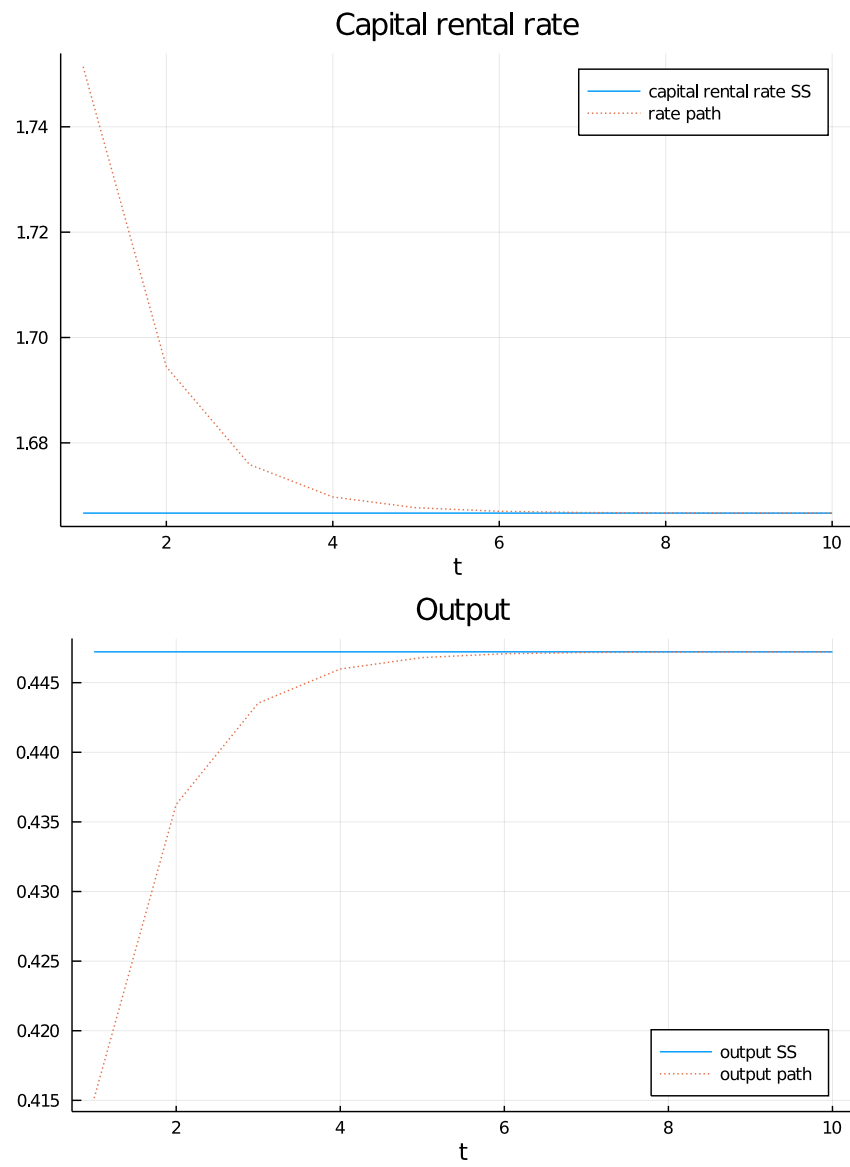 Capital rental rate
capital rental rate SS
rate path
1.74
1.72
1.70
1.68
2 4 6 8 10
t
Output
0.445
0.440
0.435
0.430
0.425
0.420
0.415
output SS
output path
2 4 6 8 10
t